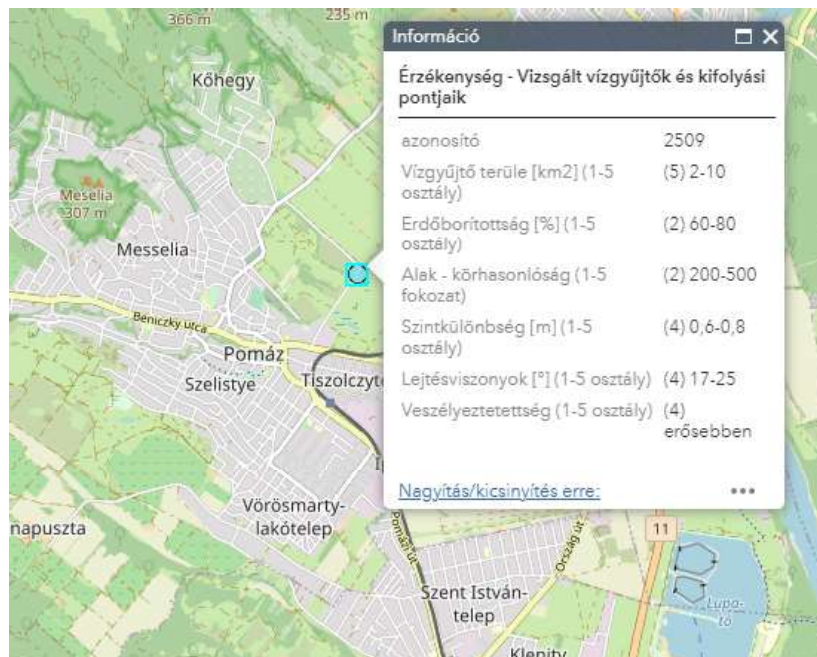 366 m
235 m
Kőhegy
Meselia
307 m
Messelia
Beniczky utca
Pomáz
Szelistye
Vörösmarty-
lakótelep
napuszta
Pomázi út
Szent István-
telep
Ország út
11
Lupa-
tó
Információ
Érzékenység - Vizsgált vízgyűjtők és kifolyási
pontjaik
azonosító 2509
Vízgyűjtő terüle [km2] (1-5 (5) 2-10
osztály)
Erdőborítottság [%] (1-5 (2) 60-80
osztály)
Alak - körhasonlóság (1-5 (2) 200-500
fokozat)
Szintkülönbség [m] (1-5 (4) 0,6-0,8
osztály)
Lejtésviszonyok [°] (1-5 osztály) (4) 17-25
Veszélyeztetettség (1-5 osztály) (4)
erősebben
Nagyítás/kicsinyítés erre: